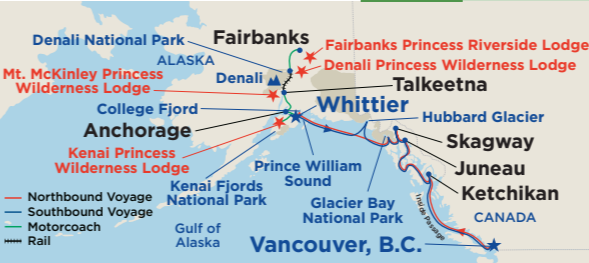 Fairbanks
Denali National Park
Fairbanks Princess Riverside Lodge
ALASKA
Denali Princess Wilderness Lodge
Mt. McKinley Princess
Wilderness Lodge
Denali
Talkeetna
College Fjord
Whittier
Hubbard Glacier
Anchorage
Skagway
Kenai Princess
Wilderness Lodge
Prince William
Sound
Juneau
Kenai Fjords
National Park
Glacier Bay
National Park
Ketchikan
Inside Passage
CANADA
Northbound Voyage
Southbound Voyage
Motorcoach
Rail
Gulf of
Alaska
Vancouver, B.C.